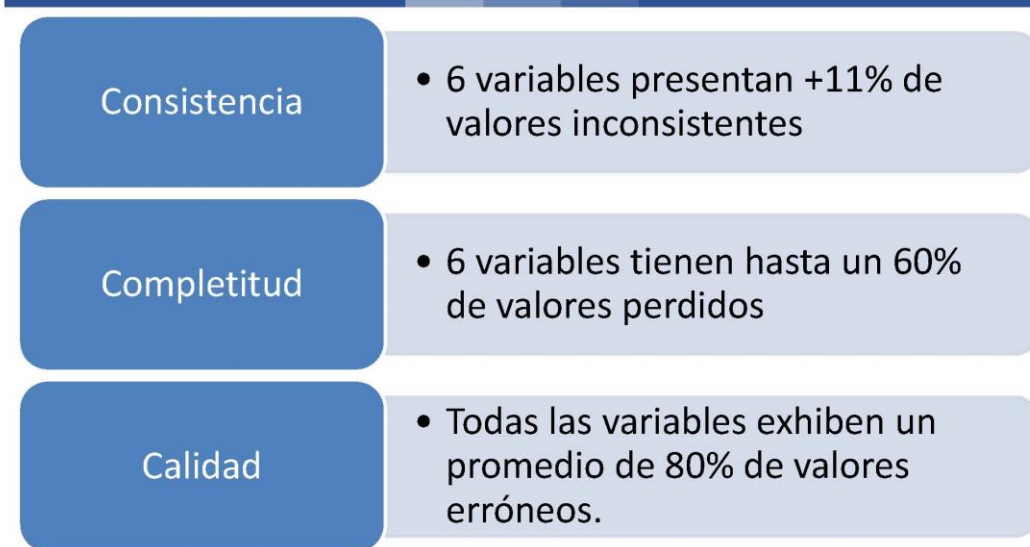 Consistencia
• 6 variables presentan +11% de
valores inconsistentes
Completitud
• 6 variables tienen hasta un 60%
de valores perdidos
Calidad
• Todas las variables exhiben un
promedio de 80% de valores
erróneos.